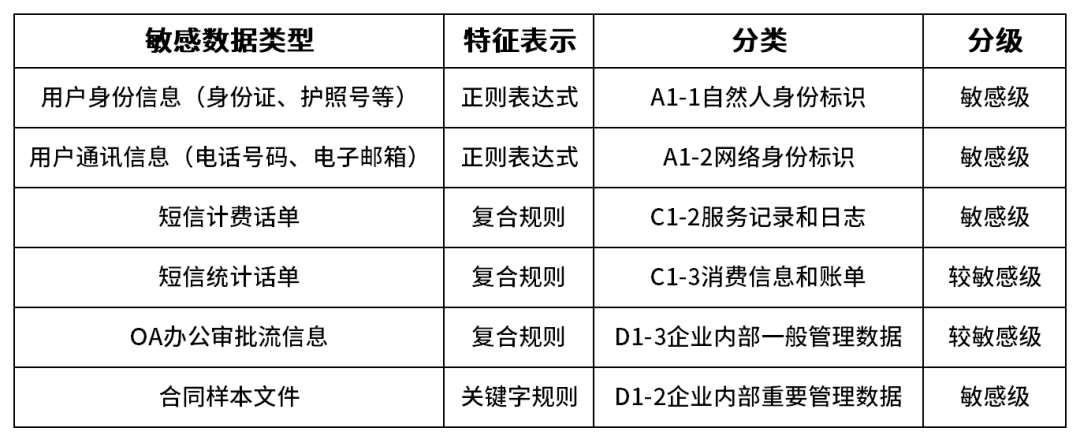 敏感数据类型 特征表示 分类 分级
用户身份信息（身份证、护照号等） 正则表达式 A1-1自然人身份标识 敏感级
用户通讯信息（电话号码、电子邮箱） 正则表达式 A1-2网络身份标识 敏感级
短信计费话单 复合规则 C1-2服务记录和日志 敏感级
短信统计话单 复合规则 C1-3消费信息和账单 较敏感级
OA办公审批流信息 复合规则 D1-3企业内部一般管理数据 较敏感级
合同样本文件 关键字规则 D1-2企业内部重要管理数据 敏感级